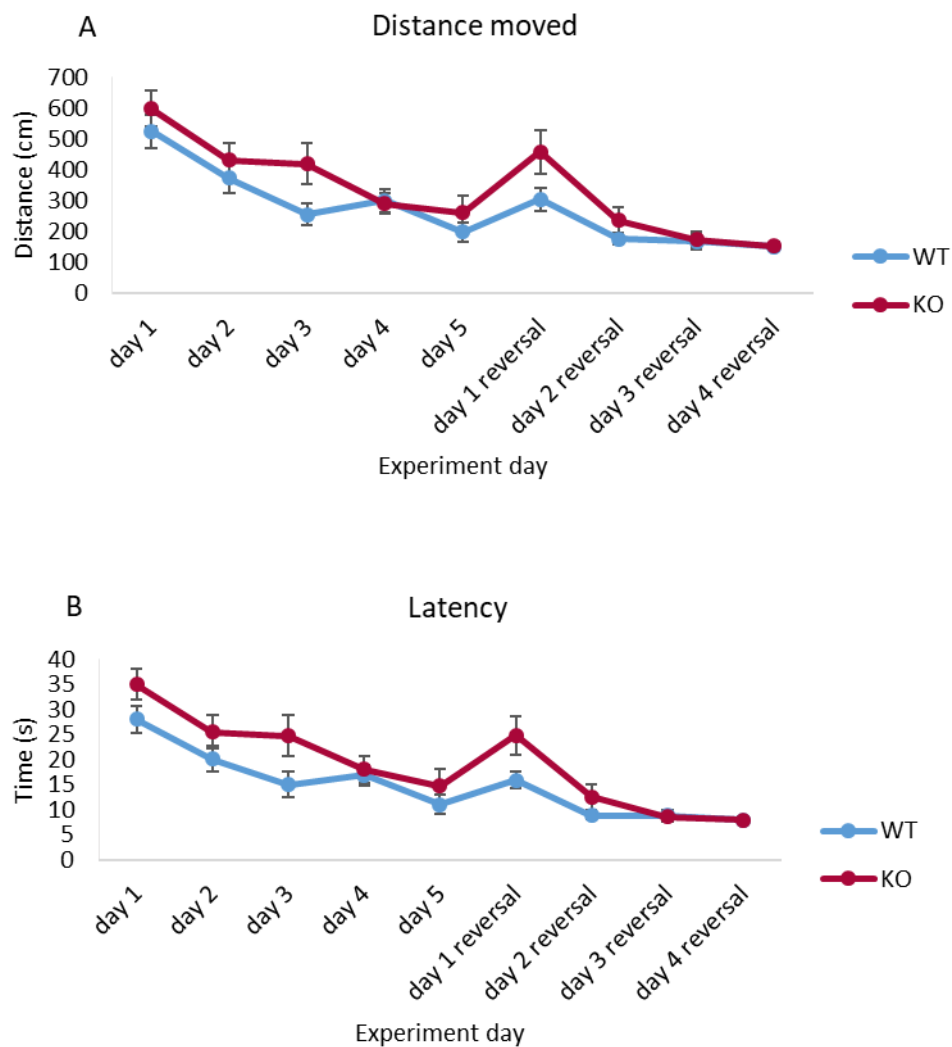 A
Distance moved
700
600
500
400
300
200
100
0
Distance (cm)
day 1
day 2
day 3
day 4
day 5
day 1 reversal
day 2 reversal
day 3 reversal
day 4 reversal
Experiment day
WT
KO
B
Latency
40
35
30
25
20
15
10
5
0
Time (s)
day 1
day 2
day 3
day 4
day 5
day 1 reversal
day 2 reversal
day 3 reversal
day 4 reversal
Experiment day
WT
KO